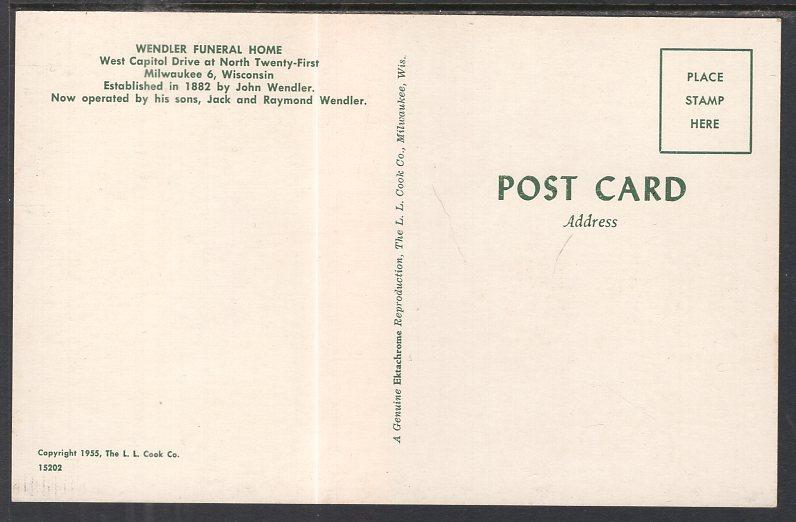 WENDLER FUNERAL HOME
West Capitol Drive at North Twenty-First
Milwaukee 6, Wisconsin
Established in 1882 by John Wendler.
Now operated by his sons, Jack and Raymond Wendler.
Copyright 1955, The L. L. Cook Co.
15202
A Genuine Ektachrome Reproduction, The L. L. Cook Co., Milwaukee, Wis.
PLACE
STAMP
HERE
POST CARD
Address